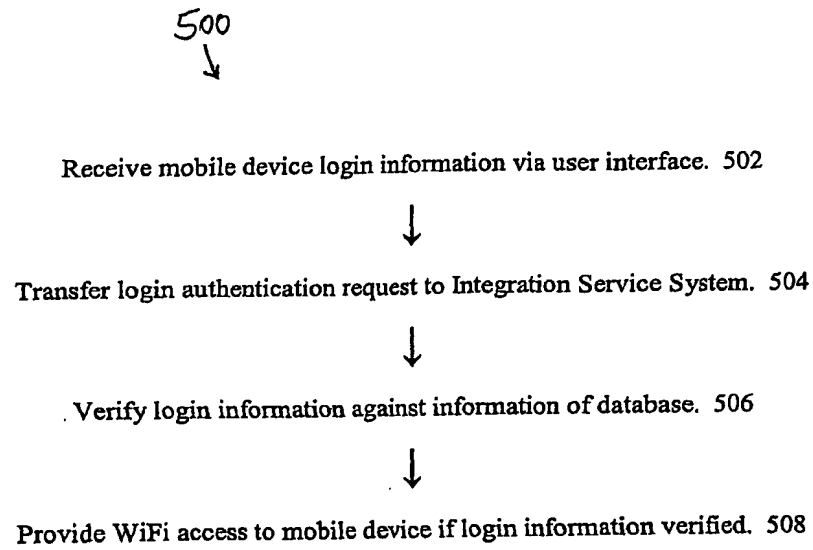 500
Receive mobile device login information via user interface. 502
Transfer login authentication request to Integration Service System. 504
Verify login information against information of database. 506
Provide WiFi access to mobile device if login information verified. 508